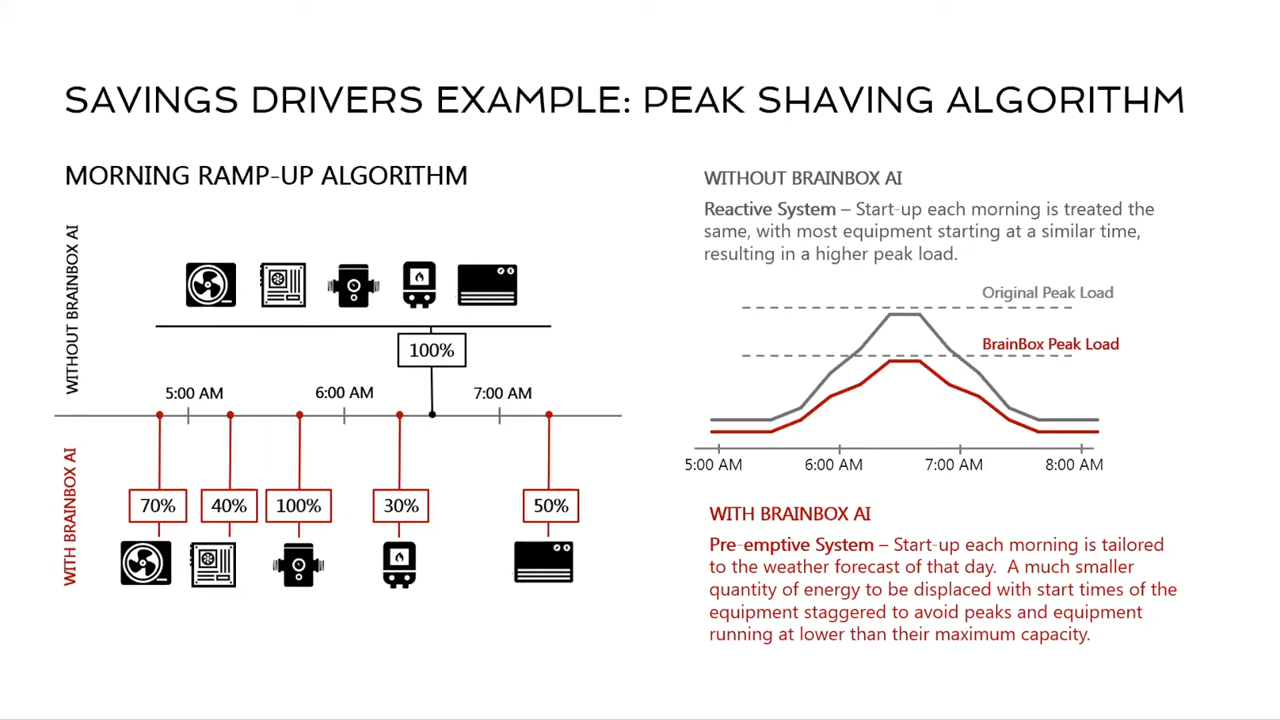 SAVINGS DRIVERS EXAMPLE: PEAK SHAVING ALGORITHM
MORNING RAMP-UP ALGORITHM
WITHOUT BRAINBOX AI
100%
5:00 AM
6:00 AM
7:00 AM
WITH BRAINBOX AI
70%
40%
100%
30%
50%
WITHOUT BRAINBOX AI
Reactive System – Start-up each morning is treated the
same, with most equipment starting at a similar time,
resulting in a higher peak load.
Original Peak Load
BrainBox Peak Load
5:00 AM
6:00 AM
7:00 AM
8:00 AM
WITH BRAINBOX AI
Pre-emptive System – Start-up each morning is tailored
to the weather forecast of that day. A much smaller
quantity of energy to be displaced with start times of the
equipment staggered to avoid peaks and equipment
running at lower than their maximum capacity.